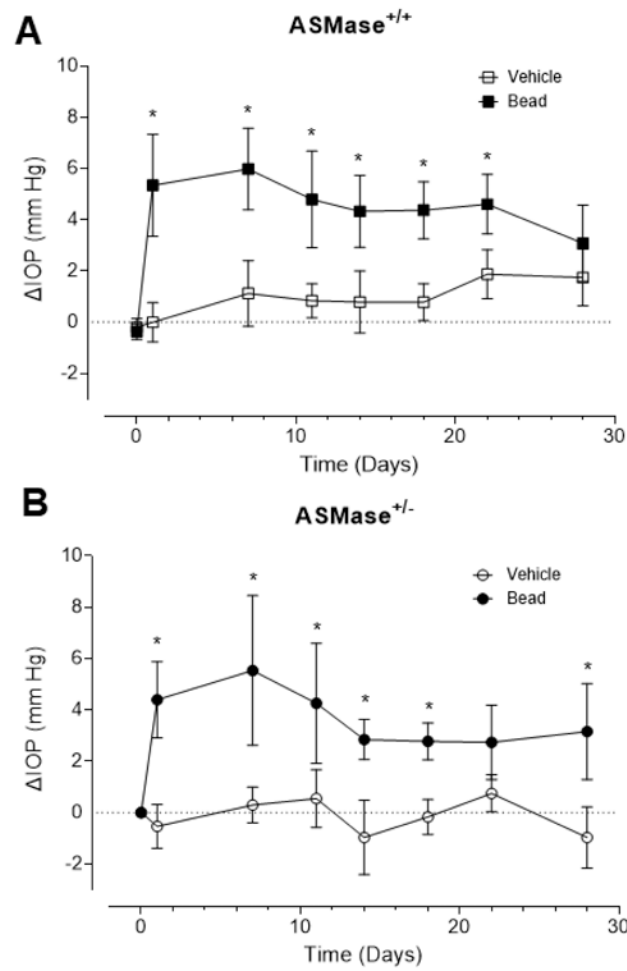 A
ASMase+/+
Vehicle
Bead
* * * * * *
10
8
6
4
2
0
-2
ΔIOP (mm Hg)
0 10 20 30
Time (Days)
B
ASMase+/-
Vehicle
Bead
* * * * * *
10
8
6
4
2
0
-2
ΔIOP (mm Hg)
0 10 20 30
Time (Days)